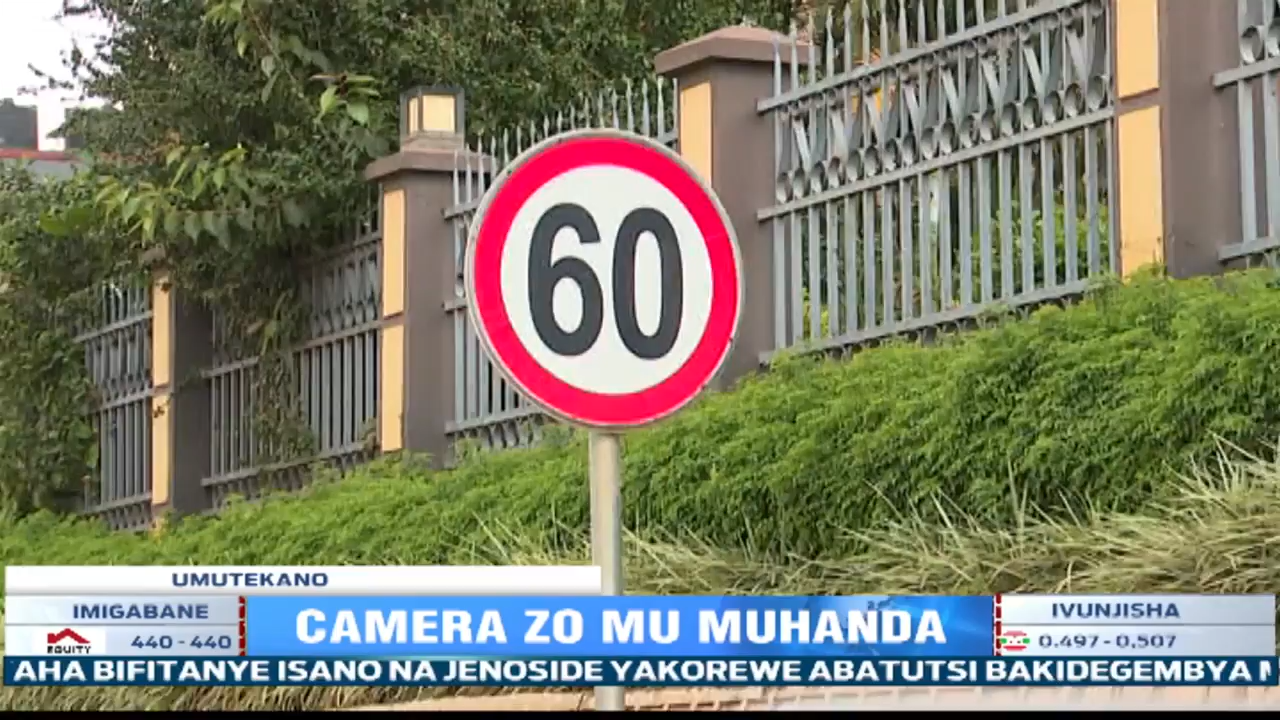 60
UMUTEKANO
IMIGABANE
CAMERA ZO MU MUHANDA
IVUNJISHA
EQUITY
440 - 440
0.497 - 0.507
AHA BIFITANYE ISANO NA JENOSIDE YAKOREWE ABATUTSI BAKIDEGEMBYA